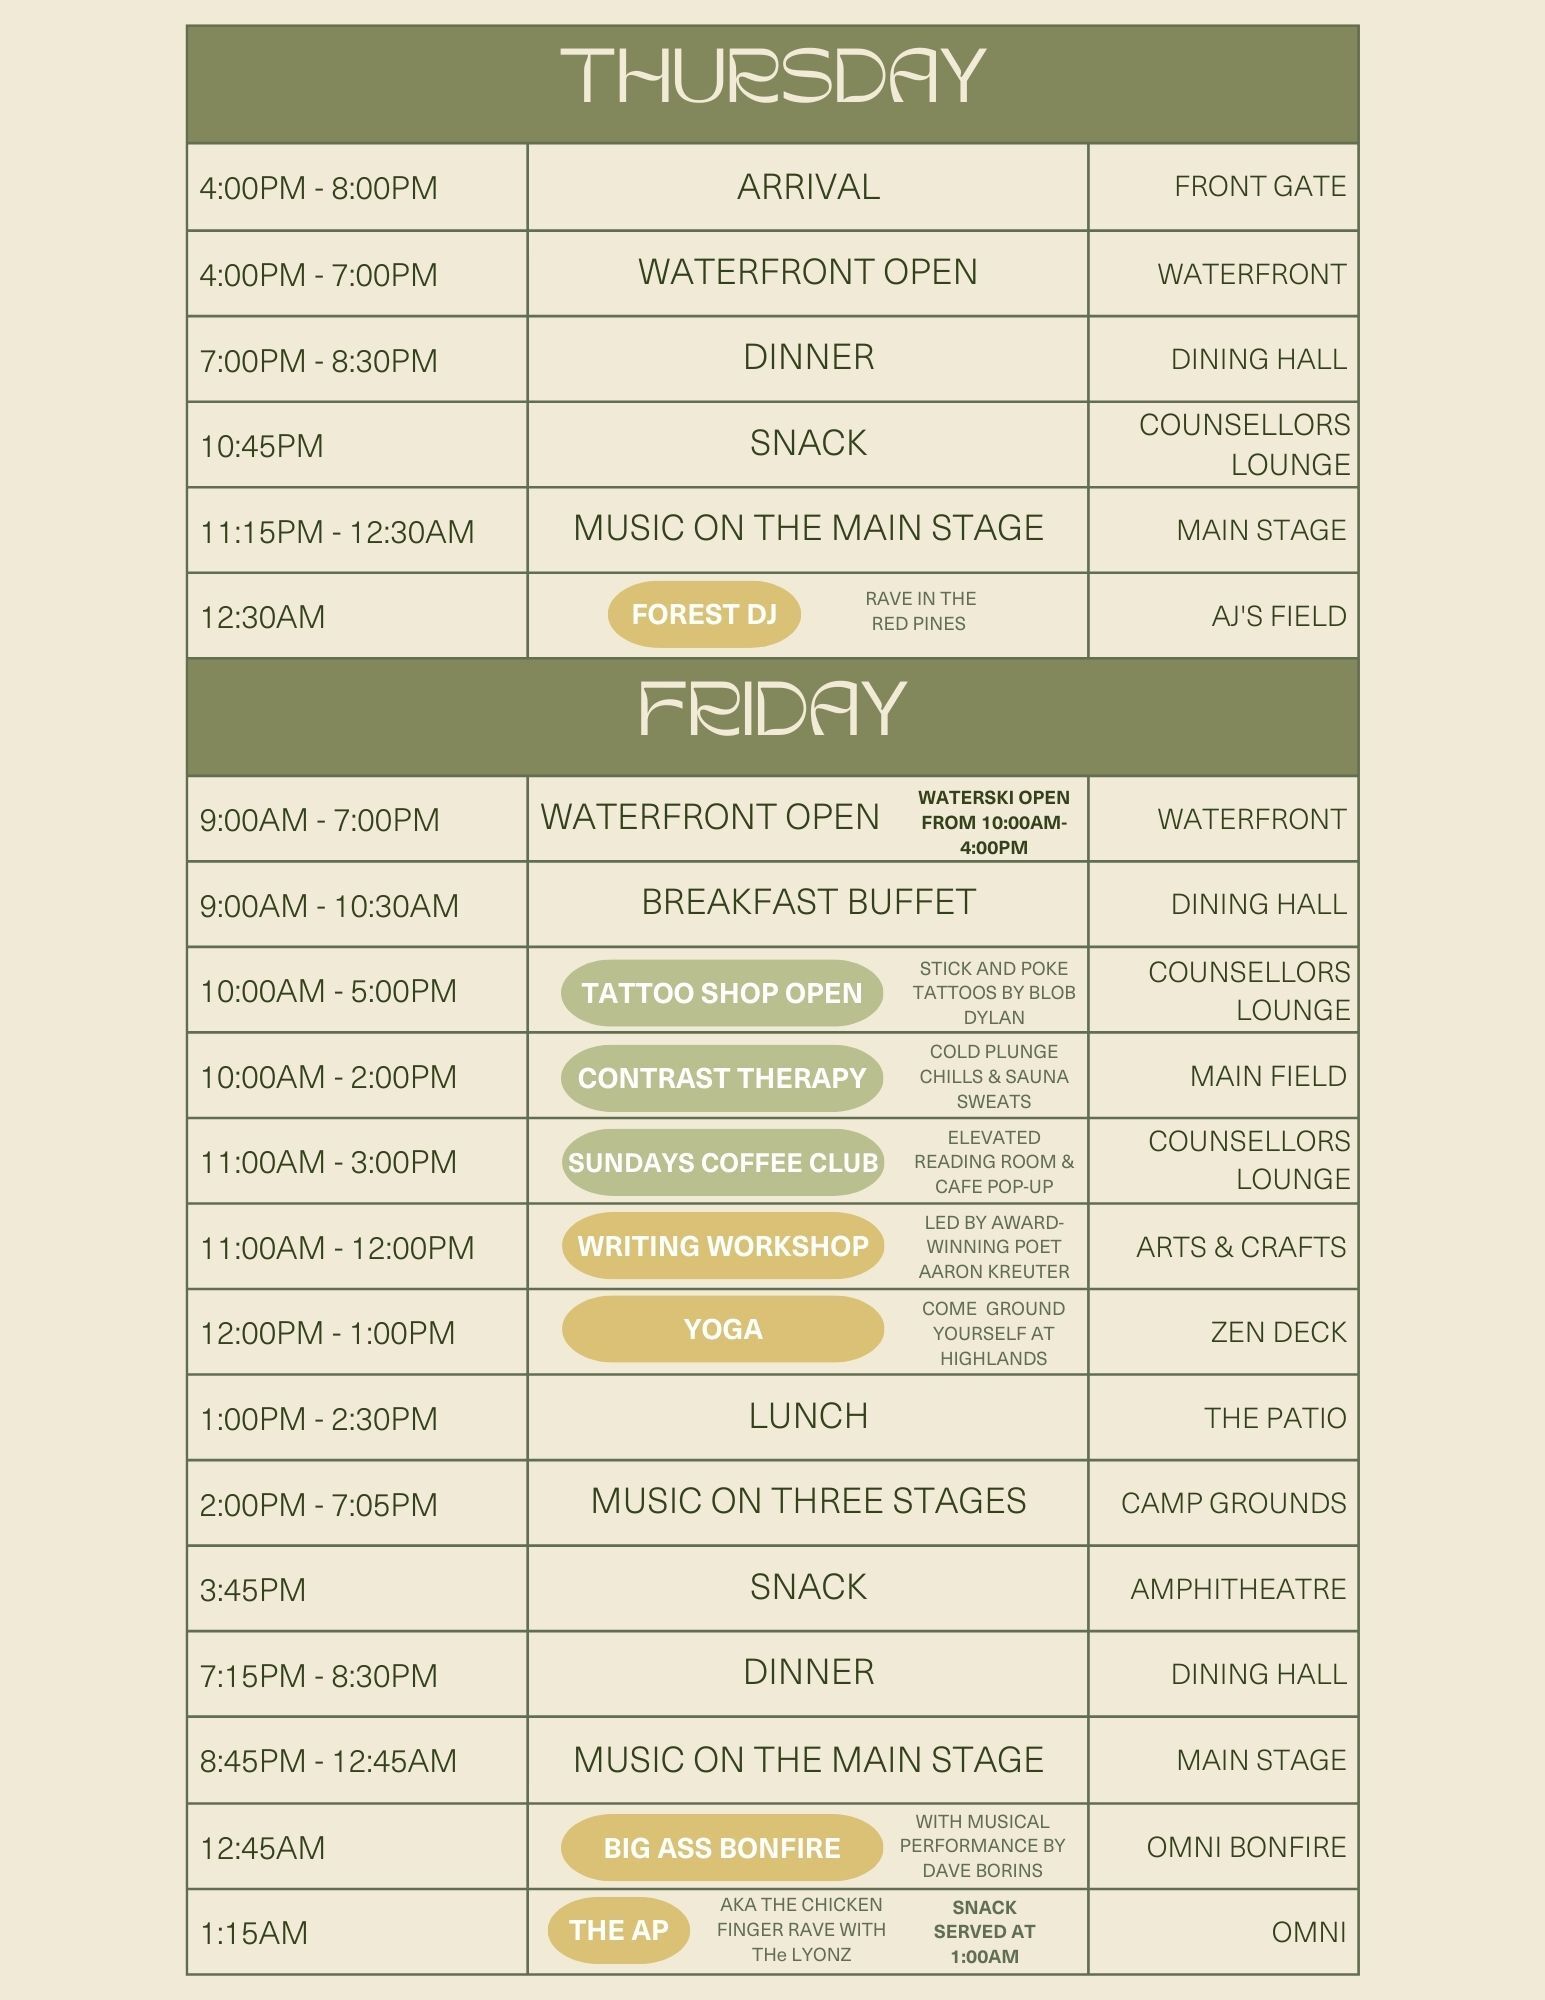 THURSDAY
4:00PM - 8:00PM
ARRIVAL
FRONT GATE
4:00PM - 7:00PM
WATERFRONT OPEN
WATERFRONT
7:00PM - 8:30PM
DINNER
DINING HALL
10:45PM
SNACK
COUNSELLORS
LOUNGE
11:15PM - 12:30AM
MUSIC ON THE MAIN STAGE
MAIN STAGE
12:30AM
FOREST DJ
RAVE IN THE
RED PINES
AJ'S FIELD
FRIDAY
9:00AM - 7:00PM
WATERFRONT OPEN
WATERSKI OPEN
FROM 10:00AM-
4:00PM
WATERFRONT
9:00AM - 10:30AM
BREAKFAST BUFFET
DINING HALL
10:00AM - 5:00PM
TATTOO SHOP OPEN
STICK AND POKE
TATTOOS BY BLOB
DYLAN
COUNSELLORS
LOUNGE
10:00AM - 2:00PM
CONTRAST THERAPY
COLD PLUNGE
CHILLS & SAUNA
SWEATS
MAIN FIELD
11:00AM - 3:00PM
SUNDAYS COFFEE CLUB
ELEVATED
READING ROOM &
CAFE POP-UP
COUNSELLORS
LOUNGE
11:00AM - 12:00PM
WRITING WORKSHOP
LED BY AWARD-
WINNING POET
AARON KREUTER
ARTS & CRAFTS
12:00PM - 1:00PM
YOGA
COME GROUND
YOURSELF AT
HIGHLANDS
ZEN DECK
1:00PM - 2:30PM
LUNCH
THE PATIO
2:00PM - 7:05PM
MUSIC ON THREE STAGES
CAMP GROUNDS
3:45PM
SNACK
AMPHITHEATRE
7:15PM - 8:30PM
DINNER
DINING HALL
8:45PM - 12:45AM
MUSIC ON THE MAIN STAGE
MAIN STAGE
12:45AM
BIG ASS BONFIRE
WITH MUSICAL
PERFORMANCE BY
DAVE BORINS
OMNI BONFIRE
1:15AM
THE AP
AKA THE CHICKEN
FINGER RAVE WITH
THe LYONZ
SNACK
SERVED AT
1:00AM
OMNI